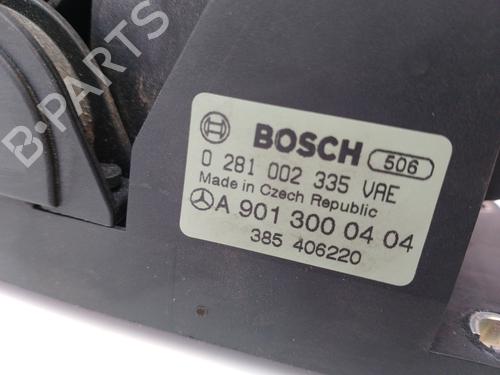 B-PARTS
BOSCH 506
0 281 002 335 VAE
Made in Czech Republic
A 901 300 04 04
385 406220